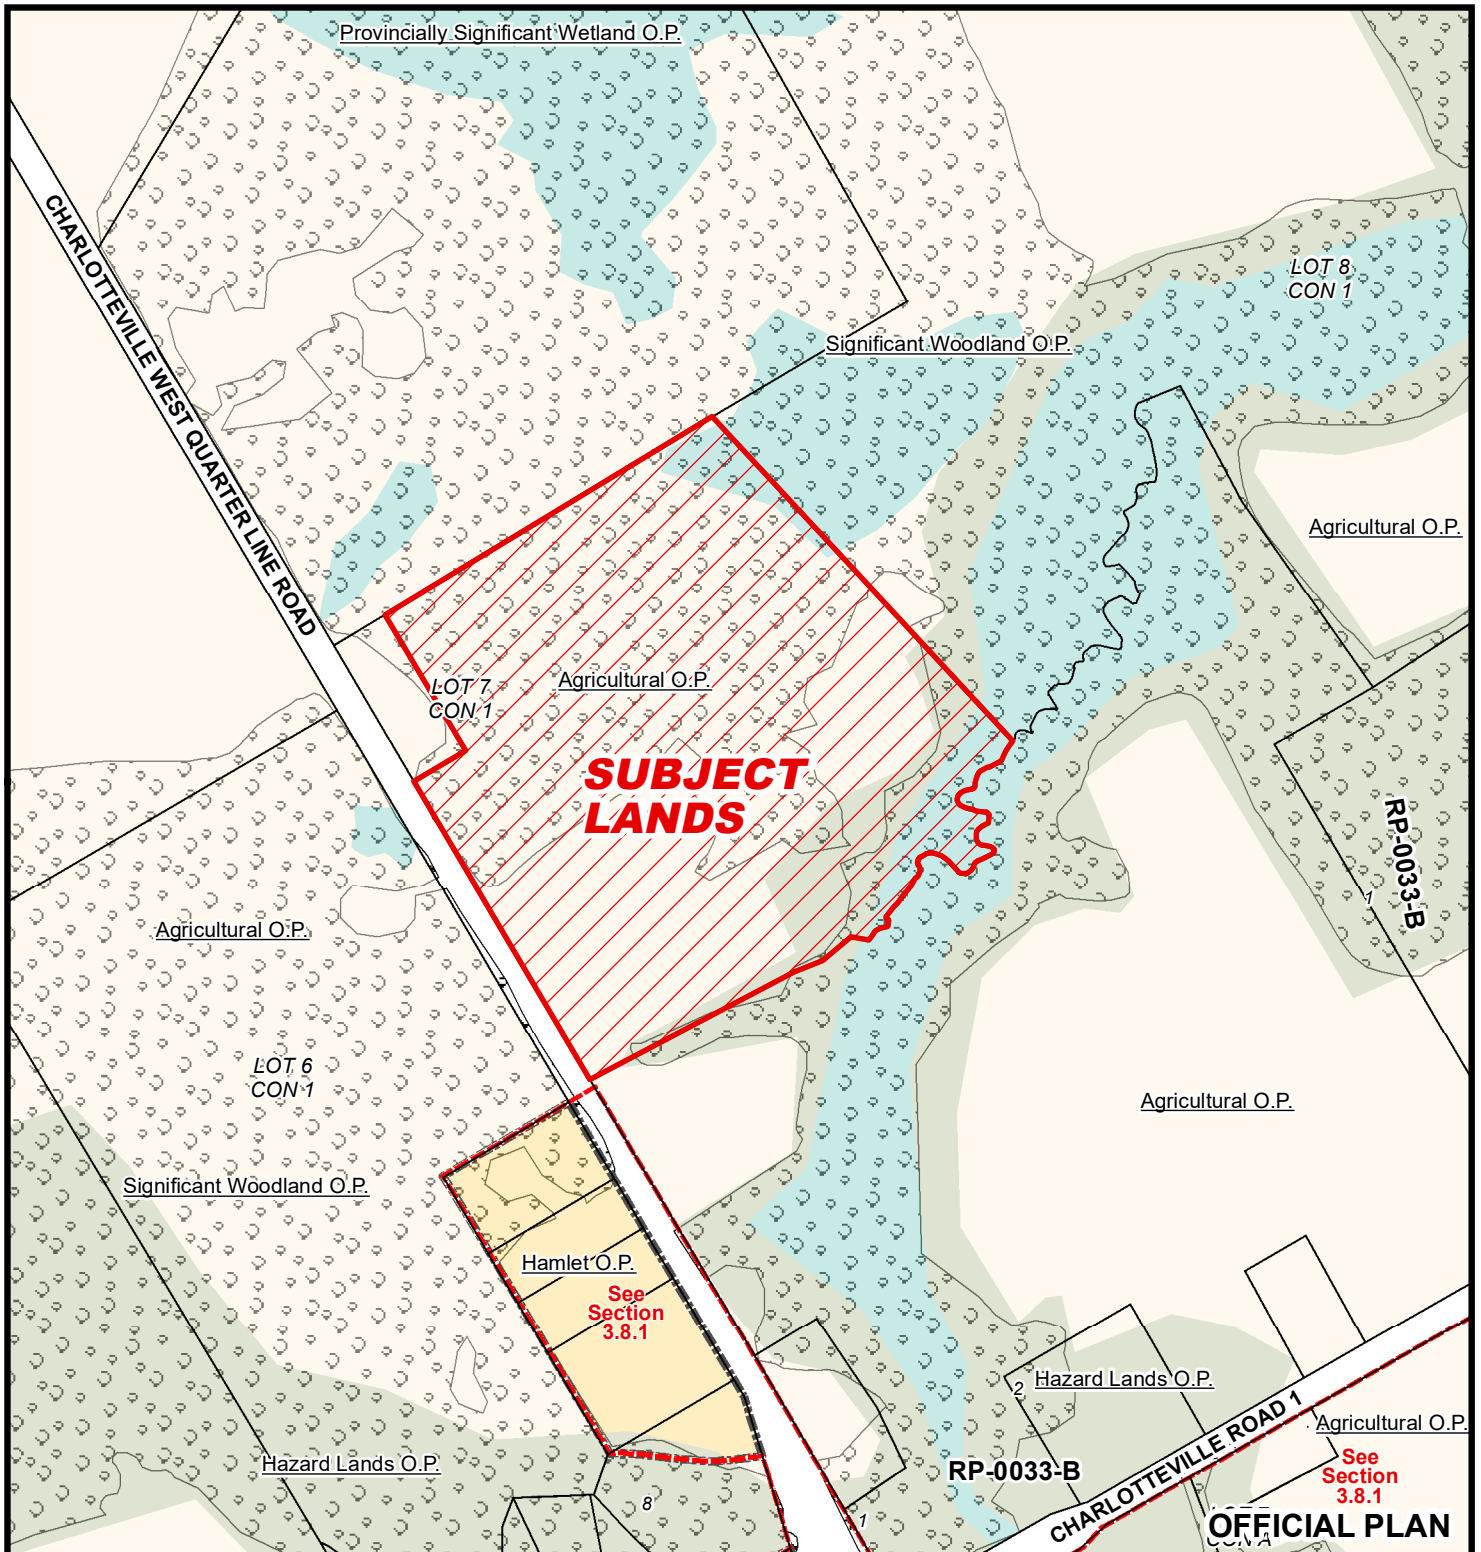 Provincially Significant Wetland O.P.
CHARLOTTEVILLE WEST QUARTER LINE ROAD
LOT 8
CON 1
Significant Woodland O.P.
Agricultural O.P.
LOT 7
CON 1
Agricultural O.P.
SUBJECT
LANDS
RP-0033-B
1
Agricultural O.P.
LOT 6
CON 1
Agricultural O.P.
Significant Woodland O.P.
Hamlet O.P.
See
Section
3.8.1
2
Hazard Lands O.P.
CHARLOTTEVILLE ROAD 1
Agricultural O.P.
Hazard Lands O.P.
RP-0033-B
See
Section
3.8.1
8
1
OFFICIAL PLAN